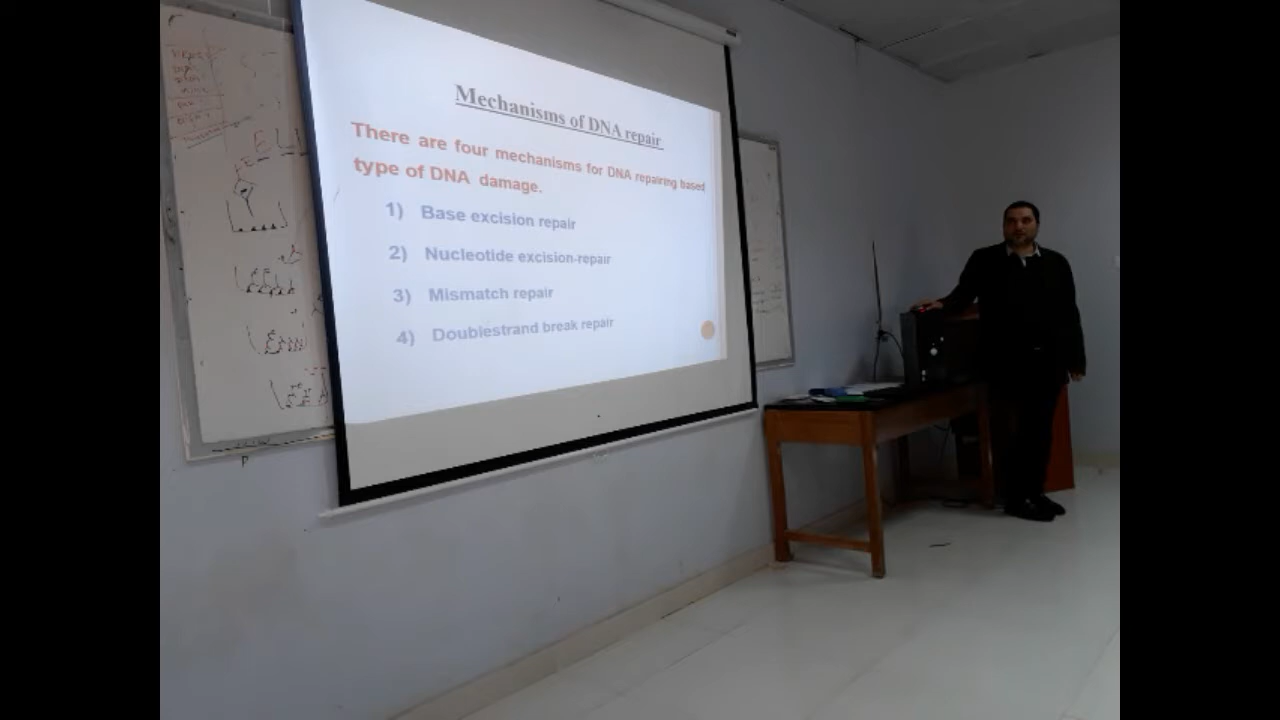 Mechanisms of DNA repair
There are four mechanisms for DNA repairing based
type of DNA damage.
1) Base excision repair
2) Nucleotide excision-repair
3) Mismatch repair
4) Doublestrand break repair